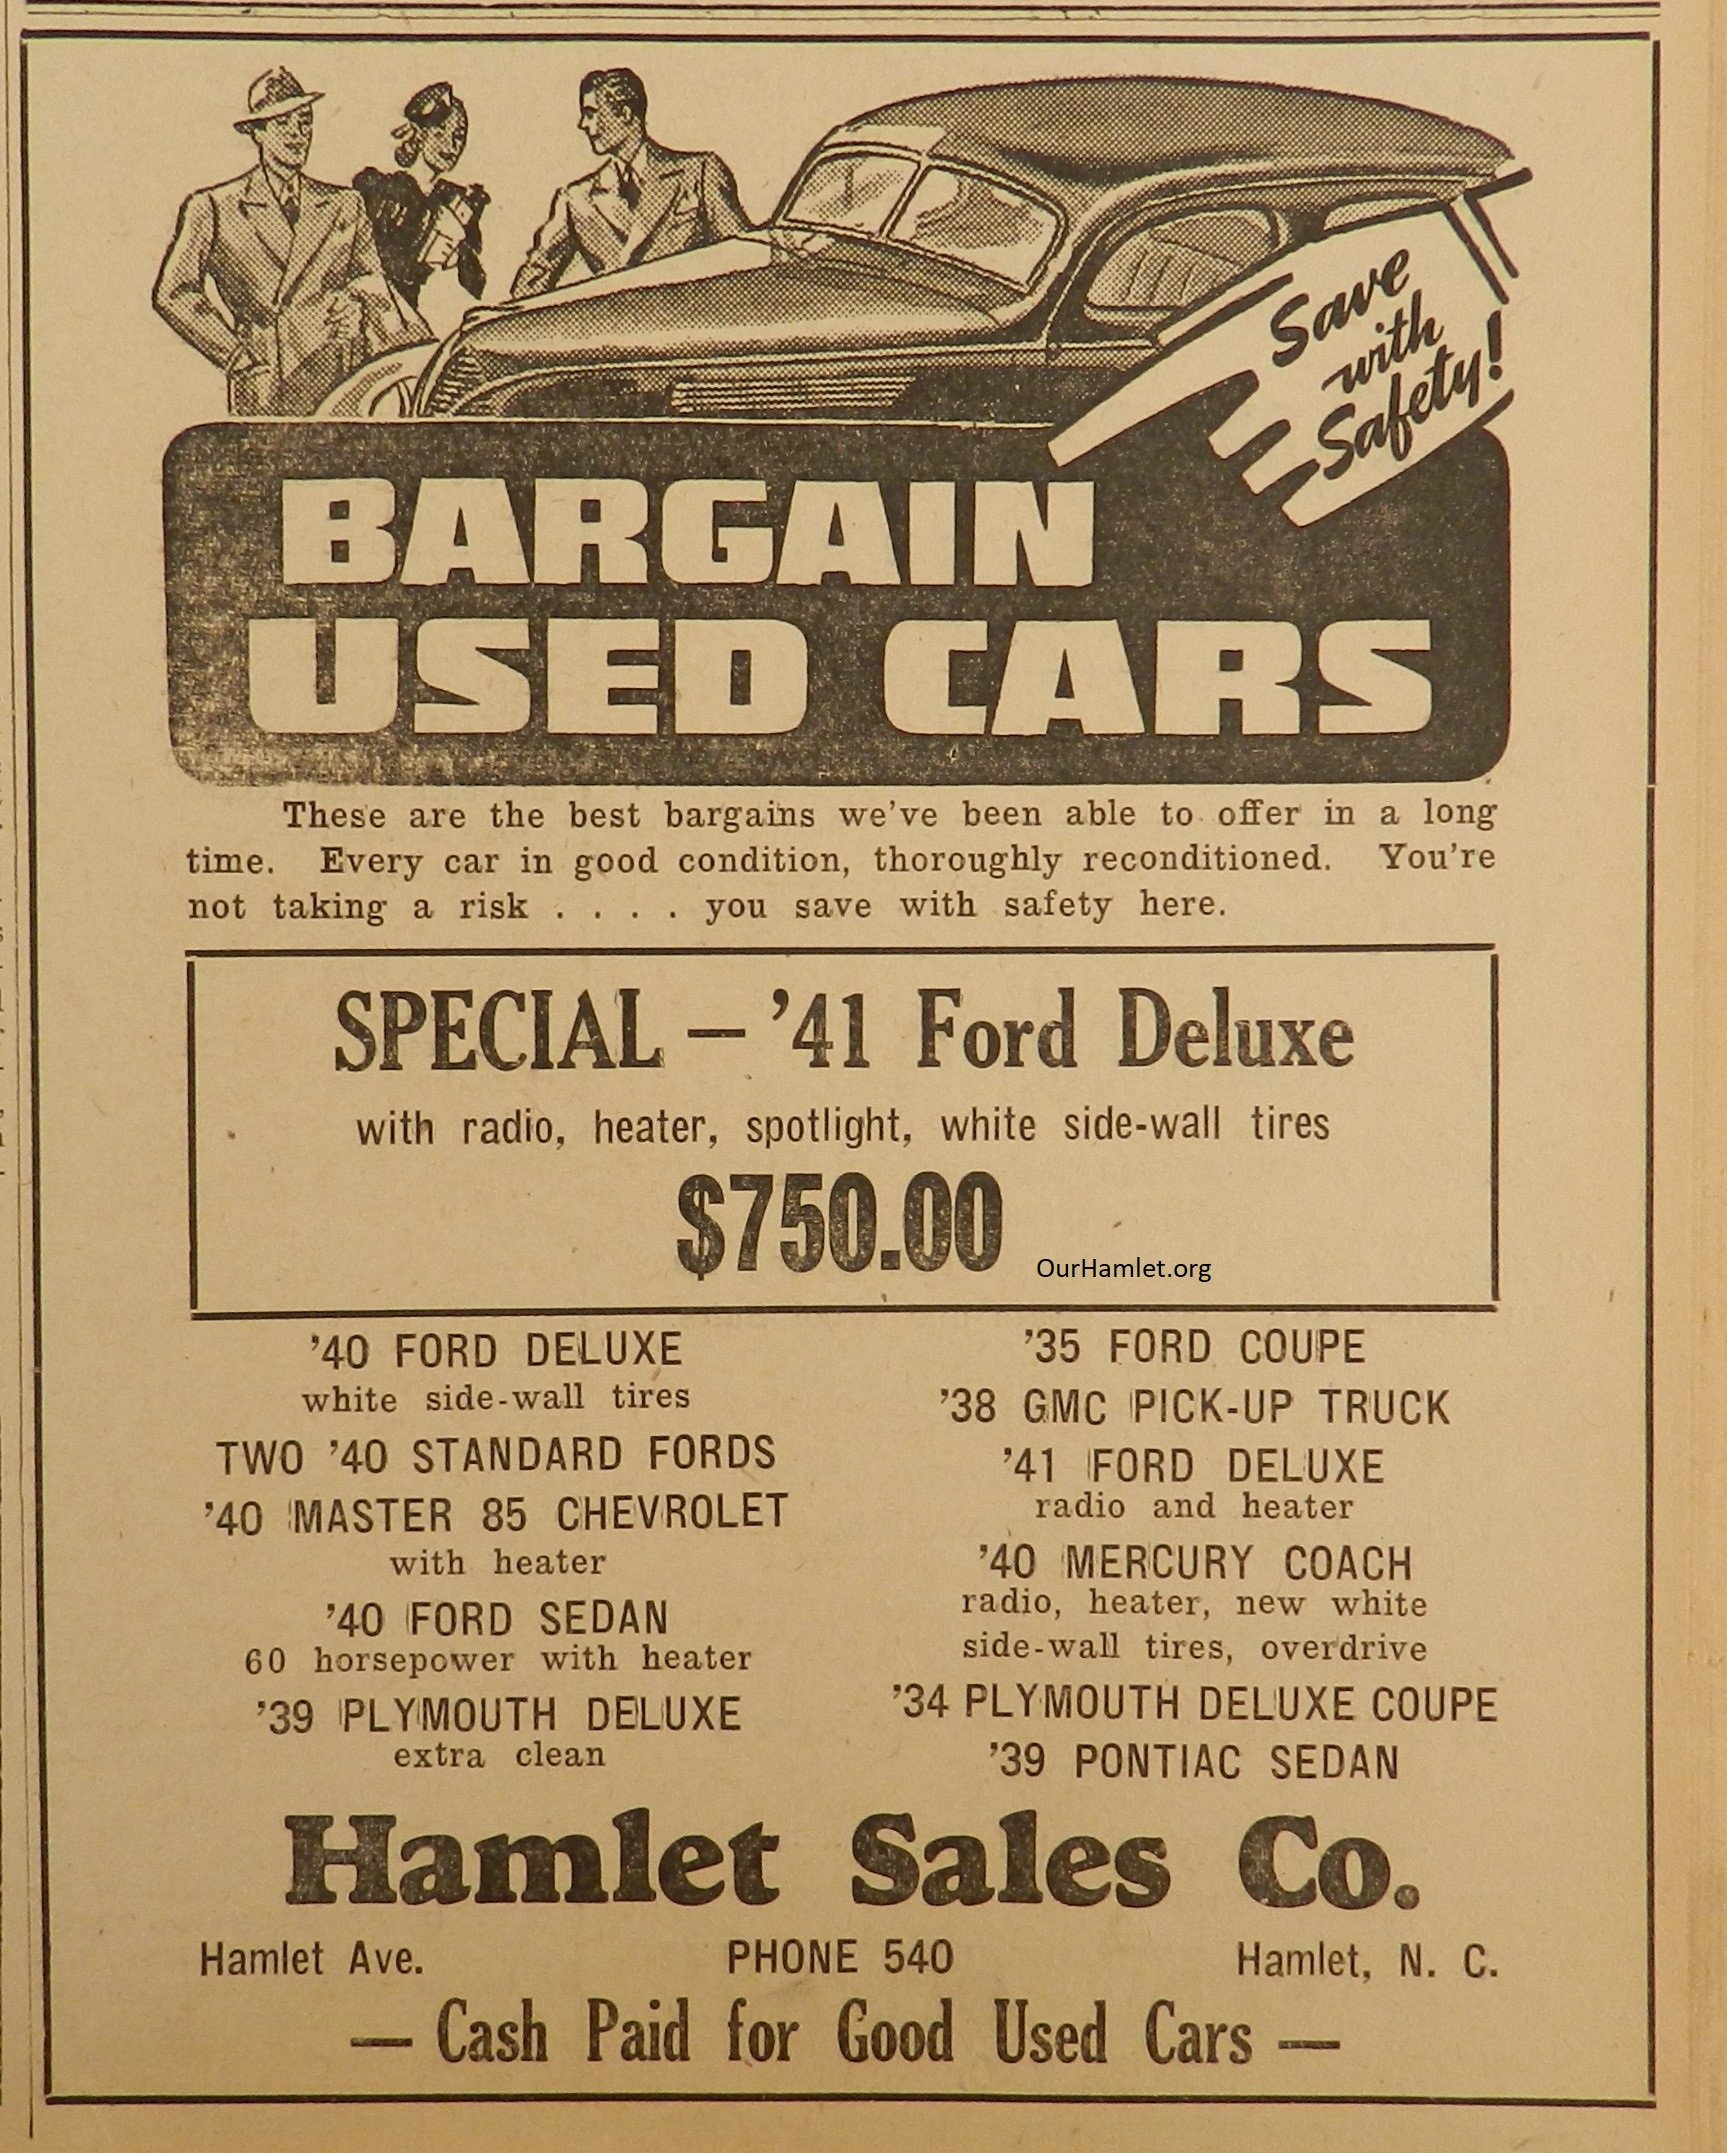 Save
with
Safety!
BARGAIN
USED CARS
These are the best bargains we've been able to offer in a long
time. Every car in good condition, thoroughly reconditioned. You're
not taking a risk . . . . you save with safety here.
SPECIAL — '41 Ford Deluxe
with radio, heater, spotlight, white side-wall tires
$750.00
OurHamlet.org
'40 FORD DELUXE
white side-wall tires
TWO '40 STANDARD FORDS
'40 MASTER 85 CHEVROLET
with heater
'40 FORD SEDAN
60 horsepower with heater
'39 PLYMOUTH DELUXE
extra clean
'35 FORD COUPE
'38 GMC PICK-UP TRUCK
'41 FORD DELUXE
radio and heater
'40 MERCURY COACH
radio, heater, new white
side-wall tires, overdrive
'34 PLYMOUTH DELUXE COUPE
'39 PONTIAC SEDAN
Hamlet Sales Co.
Hamlet Ave. PHONE 540 Hamlet, N. C.
— Cash Paid for Good Used Cars —